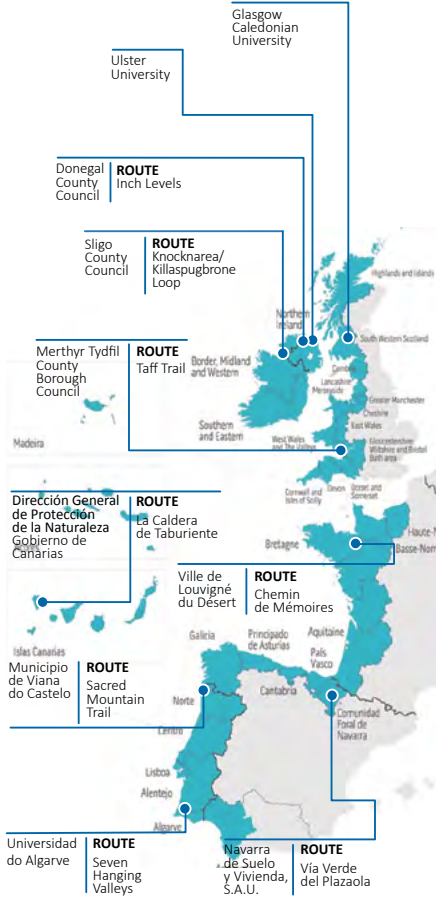 Glasgow
Caledonian
University
Ulster
University
Donegal
County
Council
ROUTE
Inch Levels
Sligo
County
Council
ROUTE
Knocknarea/
Killaspugbrone
Loop
Highlands and Islands
Northern
Ireland
South Western Scotland
Merthyr Tydfil
County
Borough
Council
ROUTE
Taff Trail
Border, Midland
and Western
Cumbria
Lancashire
Merseyside
Greater Manchester
Cheshire
East Wales
Southern
and Eastern
West Wales
and The Valleys
Gloucestershire
Wiltshire and Bristol
Bath area
Madeira
Cornwall and
Isles of Scilly
Devon
Dorset and
Somerset
Dirección General
de Protección
de la Naturaleza
Gobierno de
Canarias
ROUTE
La Caldera
de Taburiente
Bretagne
Haute-N
Basse-Nom
Ville de
Louvigné
du Désert
ROUTE
Chemin
de Mémoires
Islas Canarias
Galicia
Principado
de Asturias
Aquitaine
País
Vasco
Municipio
de Viana
do Castelo
ROUTE
Sacred
Mountain
Trail
Norte
Cantabria
Comunidad
Foral de
Navarra
Centro
Lisboa
Alentejo
Algarve
Universidad
do Algarve
ROUTE
Seven
Hanging
Valleys
Navarra
de Suelo
y Vivienda,
S.A.U.
ROUTE
Vía Verde
del Plazaola